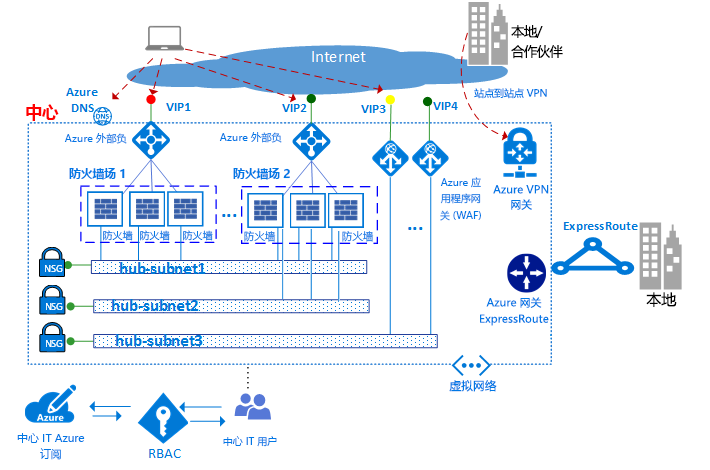 本地/
合作伙伴
Internet
站点到站点 VPN
Azure
DNS
DNS
VIP1
VIP2
VIP3
VIP4
中心
Azure 外部负
Azure 外部负
防火墙场 1
防火墙场 2
Azure 应
用程序网
关 (WAF)
Azure VPN
网关
...
...
防火墙
防火墙
防火墙
防火墙
防火墙
ExpressRoute
NSG
hub-subnet1
NSG
hub-subnet2
NSG
hub-subnet3
Azure 网关
ExpressRoute
本地
虚拟网络
Azure
中心 IT Azure
订阅
RBAC
中心 IT 用户